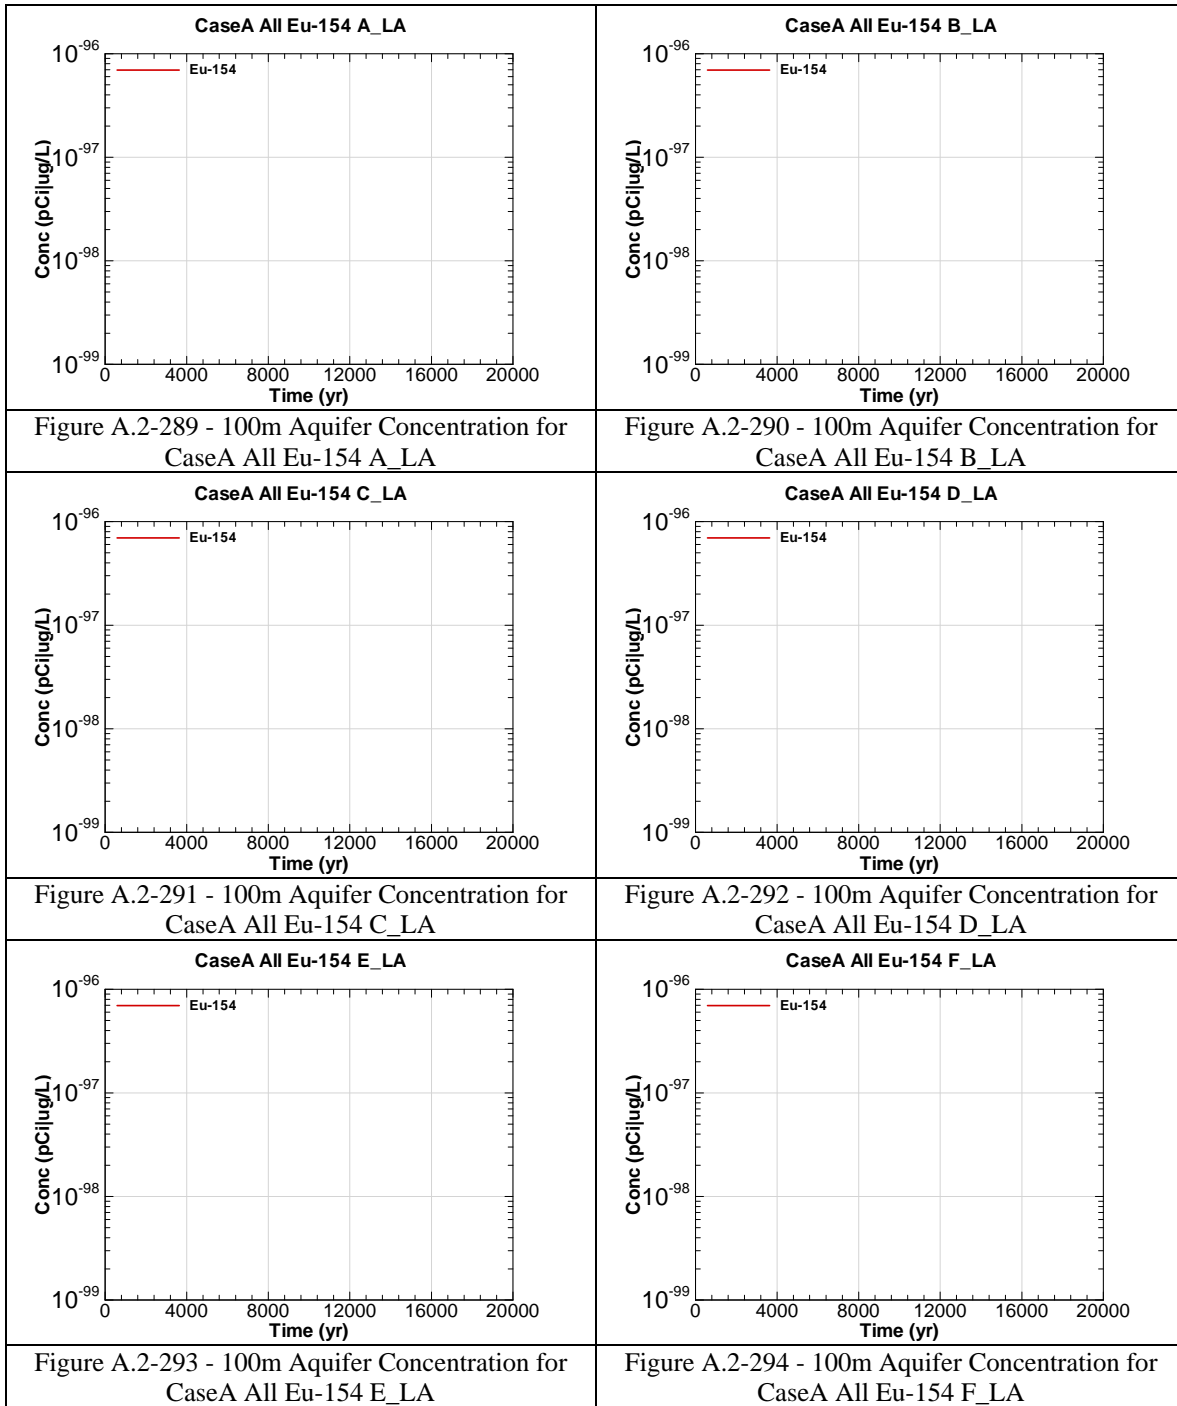 CaseA All Eu-154 A_LA
10-96
Eu-154
10-97
Conc (pCi|ug/L)
10-98
10-99
0 4000 8000 12000 16000 20000
Time (yr)
Figure A.2-289 - 100m Aquifer Concentration for
CaseA All Eu-154 A_LA
CaseA All Eu-154 B_LA
10-96
Eu-154
10-97
Conc (pCi|ug/L)
10-98
10-99
0 4000 8000 12000 16000 20000
Time (yr)
Figure A.2-290 - 100m Aquifer Concentration for
CaseA All Eu-154 B_LA
CaseA All Eu-154 C_LA
10-96
Eu-154
10-97
Conc (pCi|ug/L)
10-98
10-99
0 4000 8000 12000 16000 20000
Time (yr)
Figure A.2-291 - 100m Aquifer Concentration for
CaseA All Eu-154 C_LA
CaseA All Eu-154 D_LA
10-96
Eu-154
10-97
Conc (pCi|ug/L)
10-98
10-99
0 4000 8000 12000 16000 20000
Time (yr)
Figure A.2-292 - 100m Aquifer Concentration for
CaseA All Eu-154 D_LA
CaseA All Eu-154 E_LA
10-96
Eu-154
10-97
Conc (pCi|ug/L)
10-98
10-99
0 4000 8000 12000 16000 20000
Time (yr)
Figure A.2-293 - 100m Aquifer Concentration for
CaseA All Eu-154 E_LA
CaseA All Eu-154 F_LA
10-96
Eu-154
10-97
Conc (pCi|ug/L)
10-98
10-99
0 4000 8000 12000 16000 20000
Time (yr)
Figure A.2-294 - 100m Aquifer Concentration for
CaseA All Eu-154 F_LA